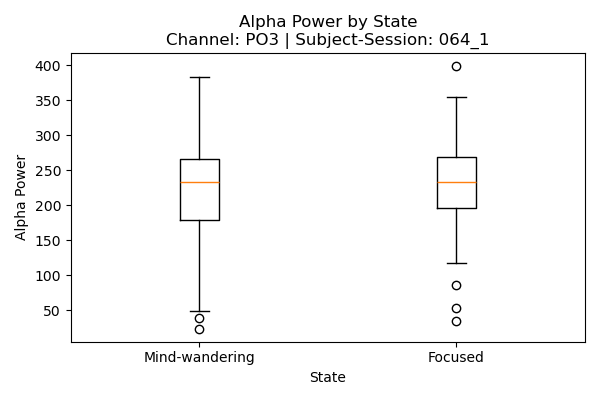 Alpha Power by State
Channel: PO3 | Subject-Session: 064_1
400
350
300
250
200
150
100
50
Alpha Power
Mind-wandering
Focused
State